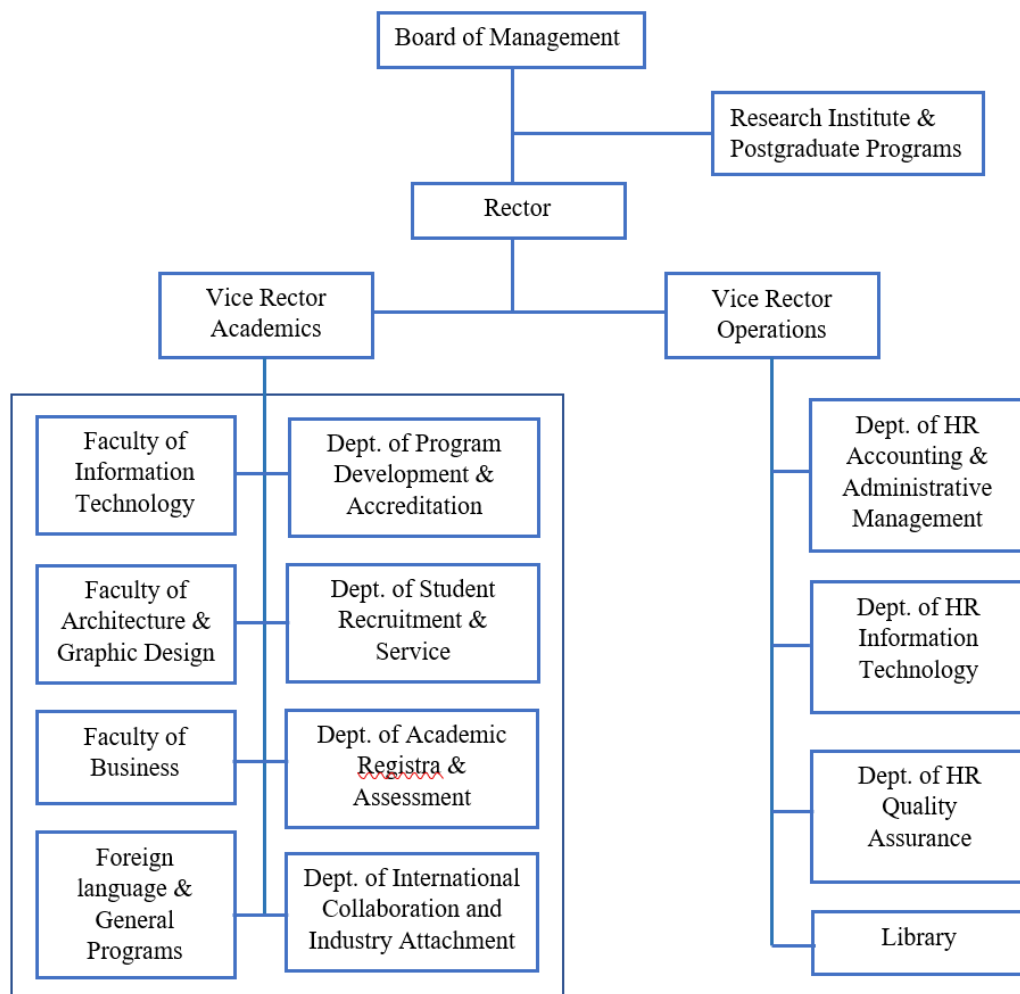 Board of Management
Research Institute &
Postgraduate Programs
Rector
Vice Rector
Academics
Vice Rector
Operations
Faculty of
Information
Technology
Dept. of Program
Development &
Accreditation
Faculty of
Architecture &
Graphic Design
Dept. of Student
Recruitment &
Service
Faculty of
Business
Dept. of Academic
Registra &
Assessment
Foreign
language &
General
Programs
Dept. of International
Collaboration and
Industry Attachment
Dept. of HR
Accounting &
Administrative
Management
Dept. of HR
Information
Technology
Dept. of HR
Quality
Assurance
Library